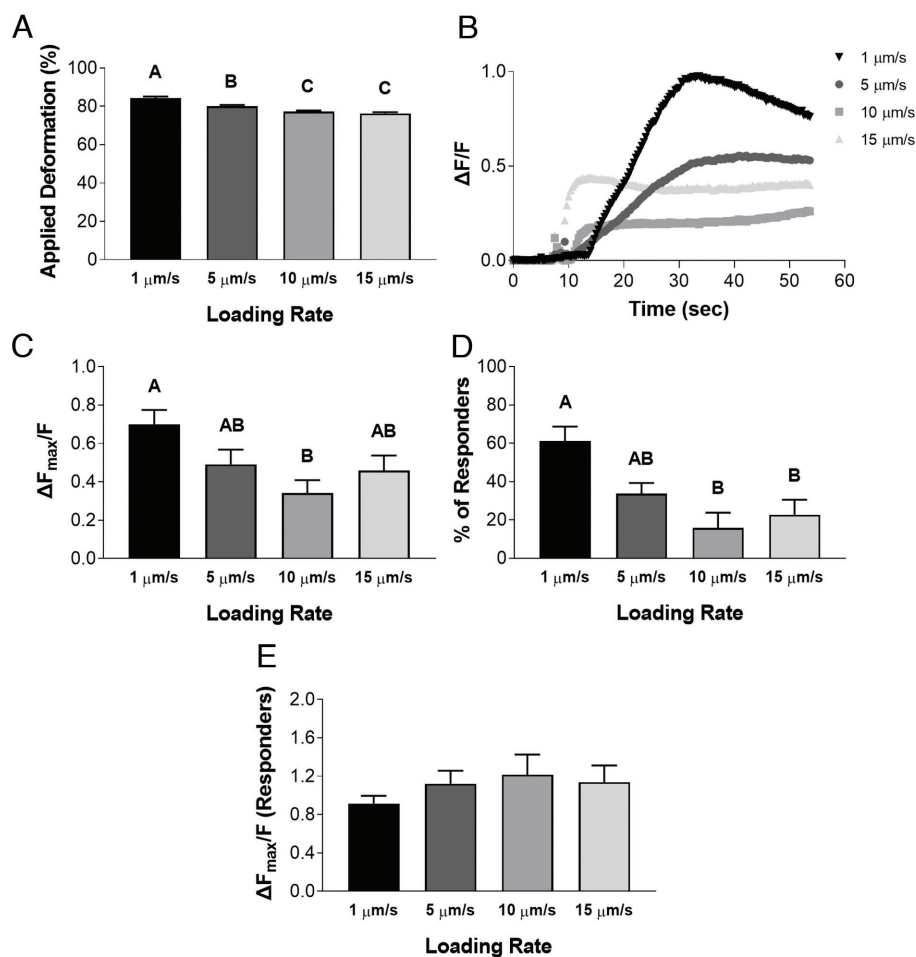 A
Applied Deformation (%)
100
80
60
40
20
0
A
B
C
C
1 μm/s
5 μm/s
10 μm/s
15 μm/s
Loading Rate
B
ΔF/F
1.0
0.5
0.0
0
10
20
30
40
50
60
Time (sec)
1 μm/s
5 μm/s
10 μm/s
15 μm/s
C
ΔFmax/F
1.0
0.8
0.6
0.4
0.2
0.0
A
AB
B
AB
1 μm/s
5 μm/s
10 μm/s
15 μm/s
Loading Rate
D
% of Responders
100
80
60
40
20
0
A
AB
B
B
1 μm/s
5 μm/s
10 μm/s
15 μm/s
Loading Rate
E
ΔFmax/F (Responders)
2.0
1.6
1.2
0.8
0.4
0.0
1 μm/s
5 μm/s
10 μm/s
15 μm/s
Loading Rate